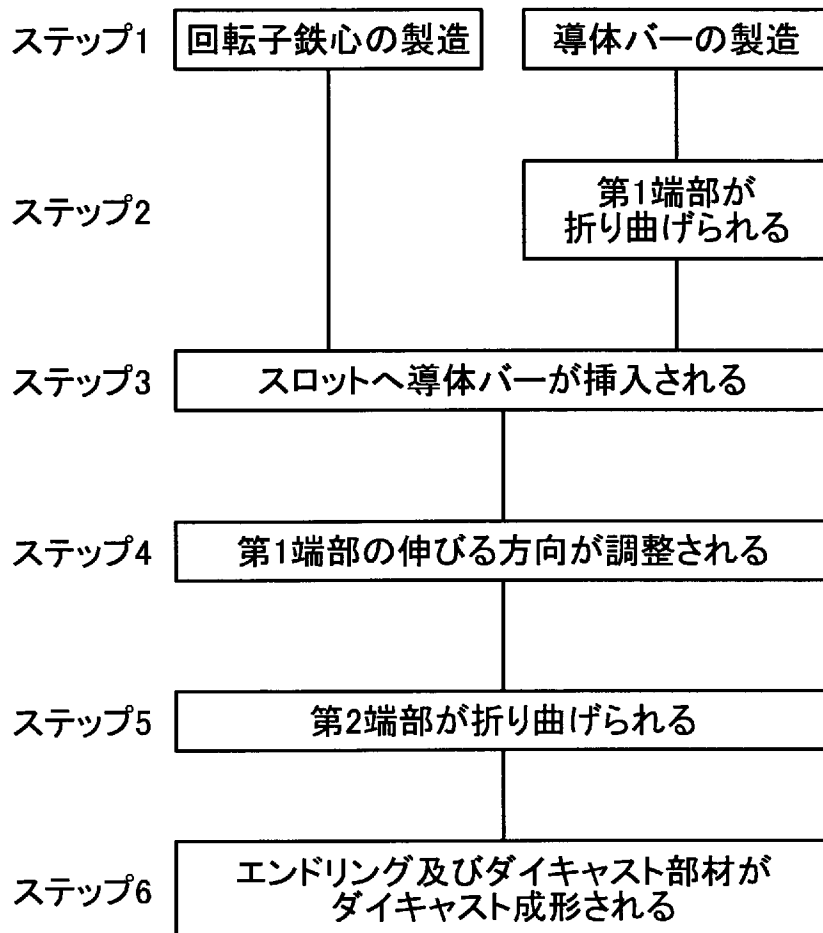 ステップ1
回転子鉄心の製造
導体バーの製造
ステップ2
第1端部が
折り曲げられる
ステップ3
スロットへ導体バーが挿入される
ステップ4
第1端部の伸びる方向が調整される
ステップ5
第2端部が折り曲げられる
ステップ6
エンドリング及びダイキャスト部材が
ダイキャスト成形される